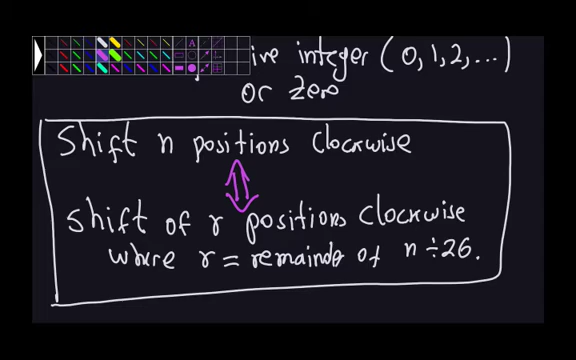 ive integer (0, 1, 2, ...)
or zero
Shift n positions clockwise
Shift of r positions clockwise
where r = remainder of n ÷ 26.